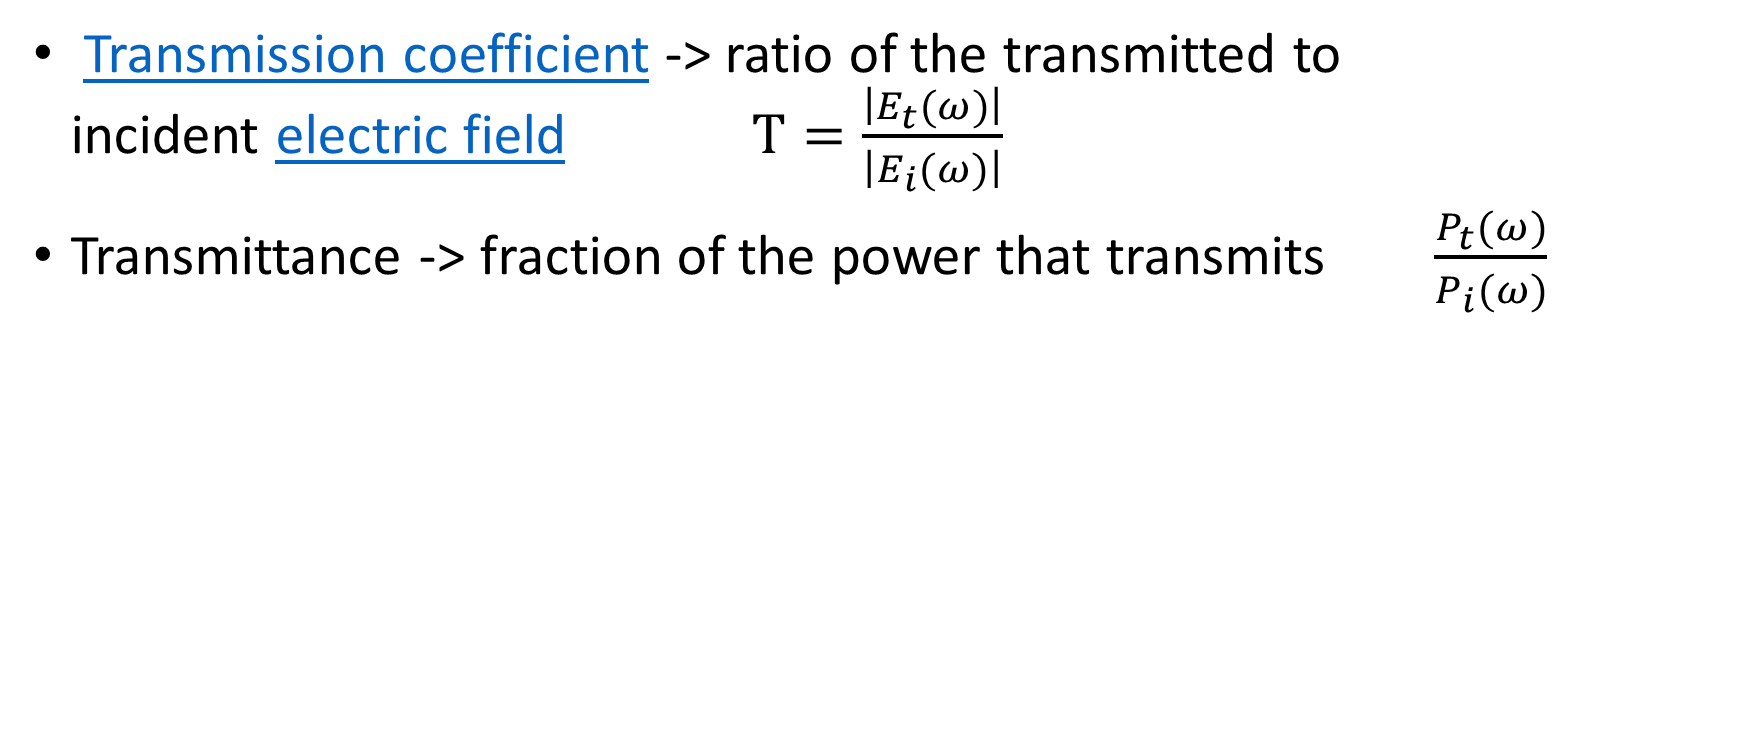 • Transmission coefficient -> ratio of the transmitted to
incident electric field T = |E_t(ω)| / |E_i(ω)|
• Transmittance -> fraction of the power that transmits P_t(ω) / P_i(ω)